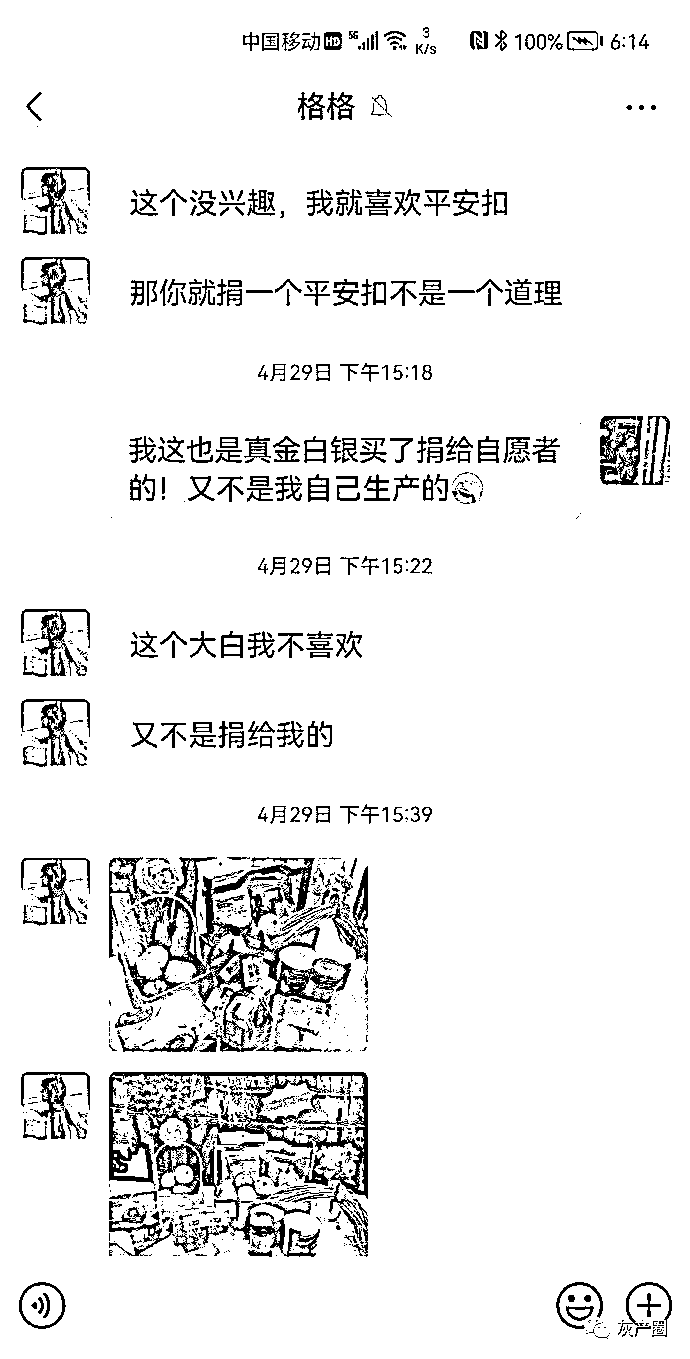 中国移动 HD 5G 3 K/s 100% 6:14
格格
这个没兴趣，我就喜欢平安扣
那你就捐一个平安扣不是一个道理
4月29日 下午15:18
我这也是真金白银买了捐给自愿者
的！又不是我自己生产的
4月29日 下午15:22
这个大白我不喜欢
又不是捐给我的
4月29日 下午15:39
灰产圈